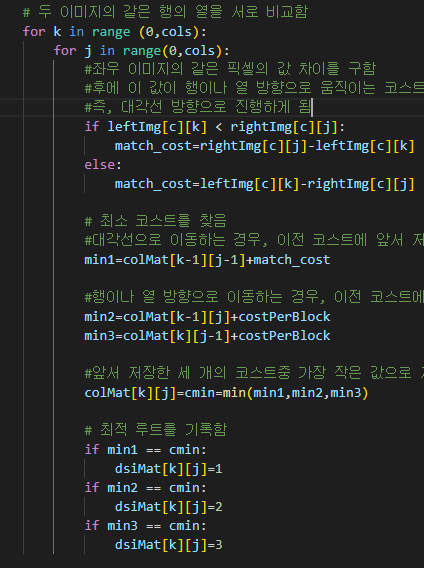 # 두 이미지의 같은 행의 열을 서로 비교함
for k in range (0,cols):
    for j in range(0,cols):
        #좌우 이미지의 같은 픽셀의 값 차이를 구함
        #후에 이 값이 행이나 열 방향으로 움직이는 코스트
        #즉, 대각선 방향으로 진행하게 됨
        if leftImg[c][k] < rightImg[c][j]:
            match_cost=rightImg[c][j]-leftImg[c][k]
        else:
            match_cost=leftImg[c][k]-rightImg[c][j]
        # 최소 코스트를 찾음
        #대각선으로 이동하는 경우, 이전 코스트에 앞서 저
        min1=colMat[k-1][j-1]+match_cost
        #행이나 열 방향으로 이동하는 경우, 이전 코스트에
        min2=colMat[k-1][j]+costPerBlock
        min3=colMat[k][j-1]+costPerBlock
        #앞서 저장한 세 개의 코스트중 가장 작은 값으로
        colMat[k][j]=cmin=min(min1,min2,min3)
        # 최적 루트를 기록함
        if min1 == cmin:
            dsiMat[k][j]=1
        if min2 == cmin:
            dsiMat[k][j]=2
        if min3 == cmin:
            dsiMat[k][j]=3